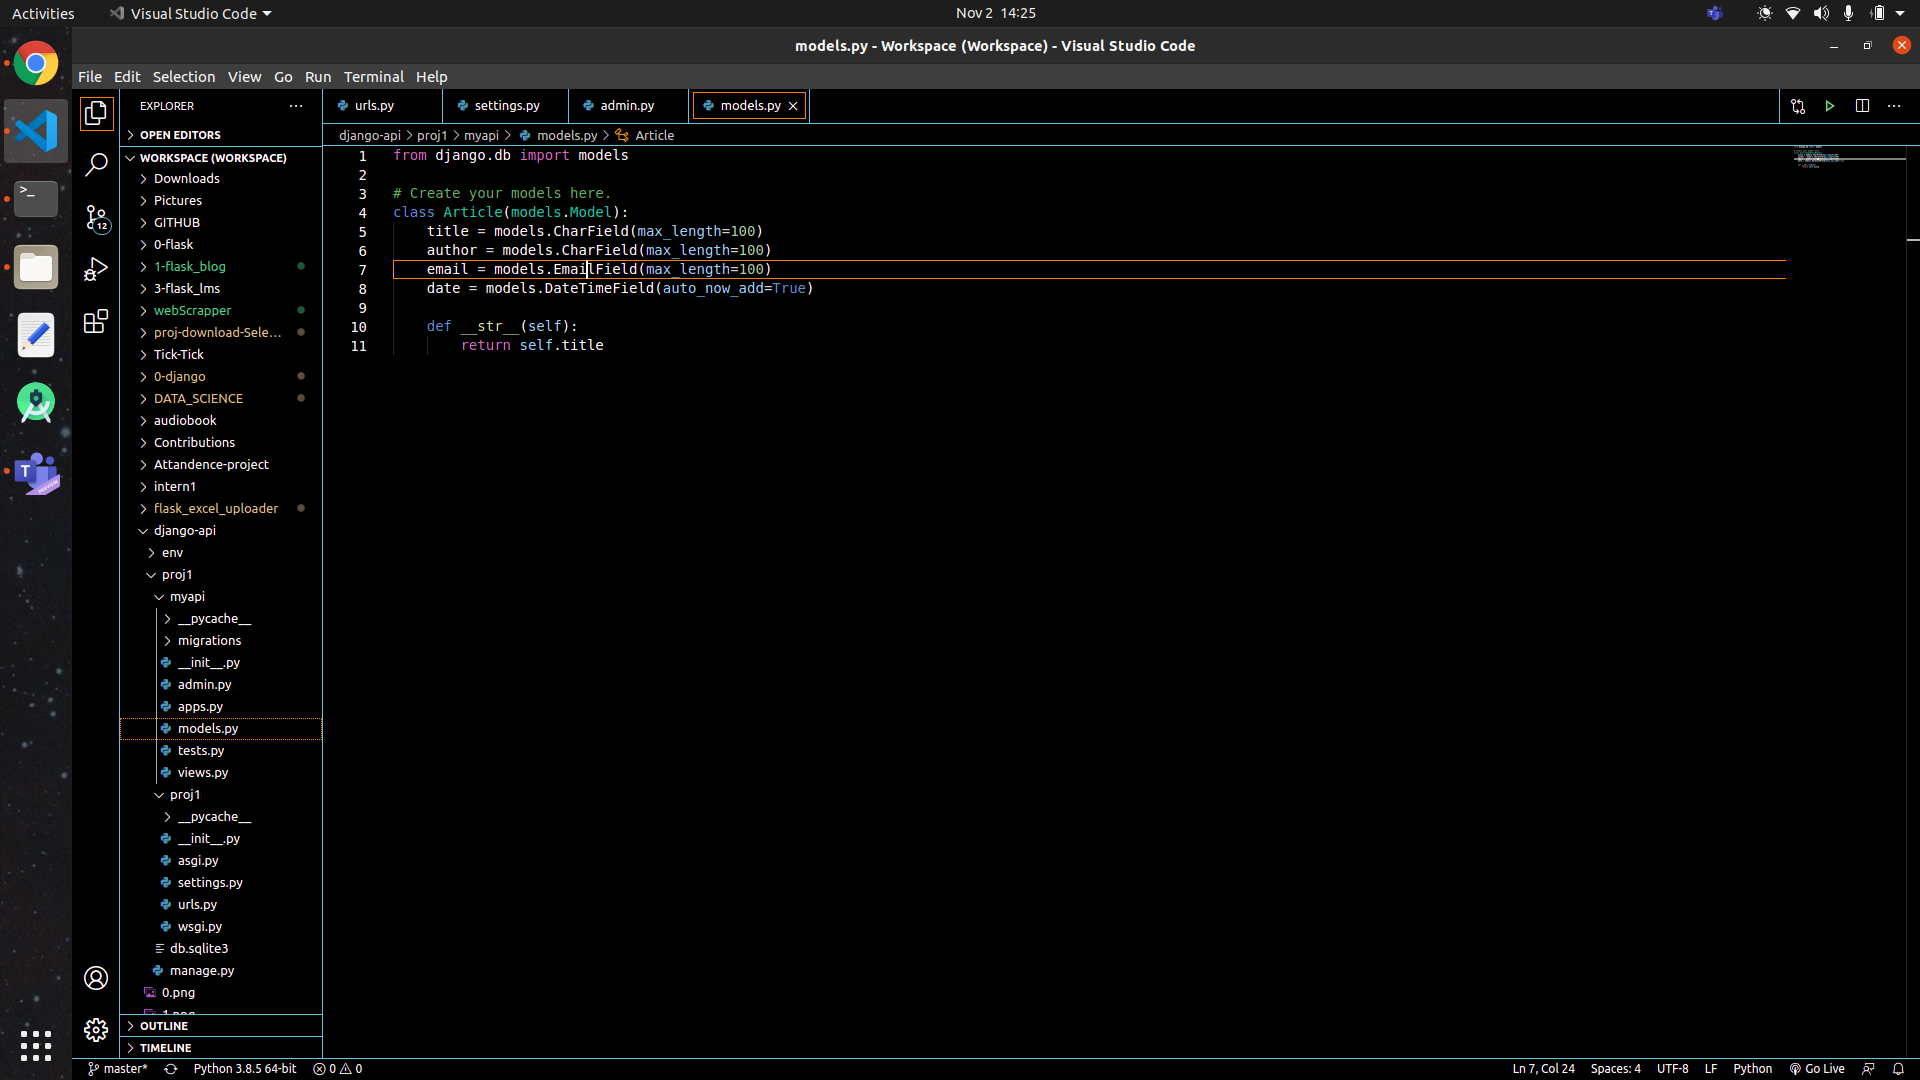 Activities
Visual Studio Code
Nov 2 14:25
models.py - Workspace (Workspace) - Visual Studio Code
File Edit Selection View Go Run Terminal Help
EXPLORER
urls.py
settings.py
admin.py
models.py
OPEN EDITORS
django-api > proj1 > myapi > models.py > Article
WORKSPACE (WORKSPACE)
Downloads
Pictures
GITHUB
0-flask
1-flask_blog
3-flask_lms
webScrapper
proj-download-Sele...
Tick-Tick
0-django
DATA_SCIENCE
audiobook
Contributions
Attandence-project
intern1
flask_excel_uploader
django-api
env
proj1
myapi
__pycache__
migrations
__init__.py
admin.py
apps.py
models.py
tests.py
views.py
proj1
__pycache__
__init__.py
asgi.py
settings.py
urls.py
wsgi.py
db.sqlite3
manage.py
0.png
OUTLINE
TIMELINE
12
1 from django.db import models
2
3 # Create your models here.
4 class Article(models.Model):
5 title = models.CharField(max_length=100)
6 author = models.CharField(max_length=100)
7 email = models.EmailField(max_length=100)
8 date = models.DateTimeField(auto_now_add=True)
9
10 def __str__(self):
11 return self.title
master* Python 3.8.5 64-bit 0 0
Ln 7, Col 24 Spaces: 4 UTF-8 LF Python Go Live